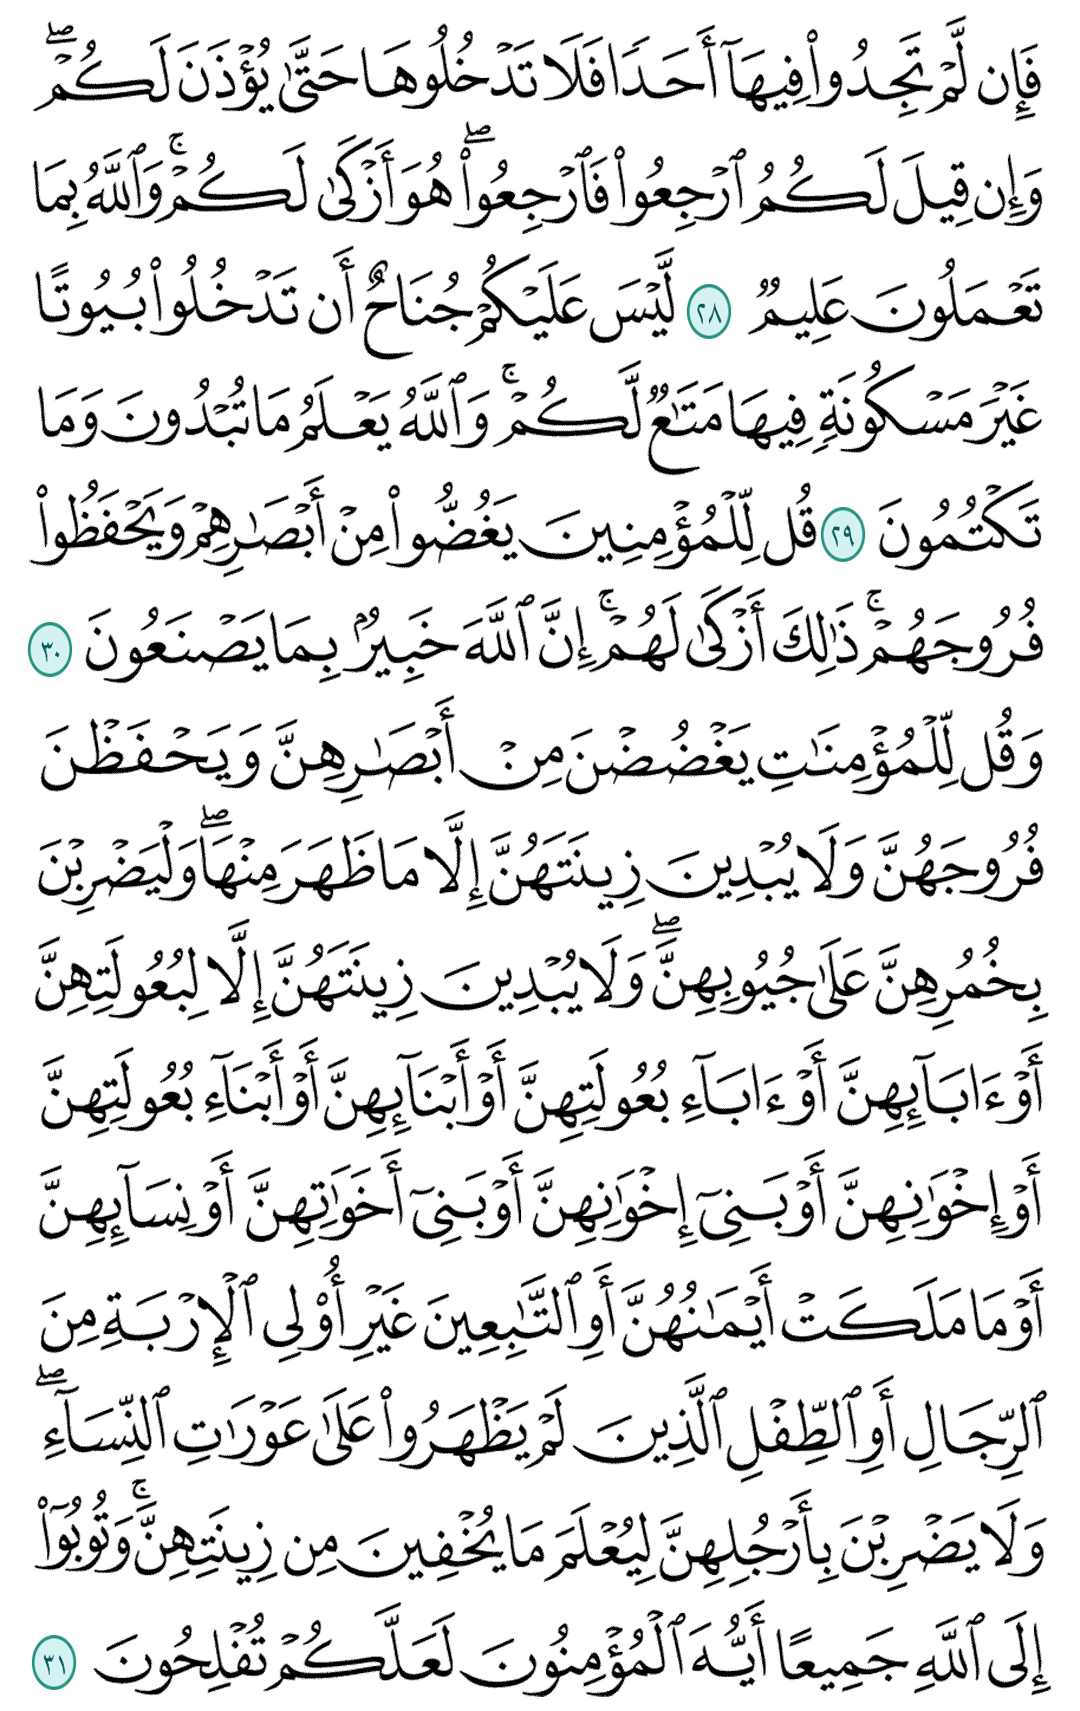 فَإِن لَّمْ تَجِدُوا۟ فِيهَآ أَحَدًا فَلَا تَدْخُلُوهَا حَتَّىٰ يُؤْذَنَ لَكُمْ ۖ
وَإِن قِيلَ لَكُمُ ٱرْجِعُوا۟ فَٱرْجِعُوا۟ ۖ هُوَ أَزْكَىٰ لَكُمْ ۚ وَٱللَّهُ بِمَا
تَعْمَلُونَ عَلِيمٌ ٢٨ لَّيْسَ عَلَيْكُمْ جُنَاحٌ أَن تَدْخُلُوا۟ بُيُوتًا
غَيْرَ مَسْكُونَةٍ فِيهَا مَتَـٰعٌ لَّكُمْ ۚ وَٱللَّهُ يَعْلَمُ مَا تُبْدُونَ وَمَا
تَكْتُمُونَ ٢٩ قُل لِّلْمُؤْمِنِينَ يَغُضُّوا۟ مِنْ أَبْصَـٰرِهِمْ وَيَحْفَظُوا۟
فُرُوجَهُمْ ۚ ذَٰلِكَ أَزْكَىٰ لَهُمْ ۚ إِنَّ ٱللَّهَ خَبِيرٌۢ بِمَا يَصْنَعُونَ ٣٠
وَقُل لِّلْمُؤْمِنَـٰتِ يَغْضُضْنَ مِنْ أَبْصَـٰرِهِنَّ وَيَحْفَظْنَ
فُرُوجَهُنَّ وَلَا يُبْدِينَ زِينَتَهُنَّ إِلَّا مَا ظَهَرَ مِنْهَا ۖ وَلْيَضْرِبْنَ
بِخُمُرِهِنَّ عَلَىٰ جُيُوبِهِنَّ ۖ وَلَا يُبْدِينَ زِينَتَهُنَّ إِلَّا لِبُعُولَتِهِنَّ
أَوْ ءَابَآئِهِنَّ أَوْ ءَابَآءِ بُعُولَتِهِنَّ أَوْ أَبْنَآئِهِنَّ أَوْ أَبْنَآءِ بُعُولَتِهِنَّ
أَوْ إِخْوَٰنِهِنَّ أَوْ بَنِىٓ إِخْوَٰنِهِنَّ أَوْ بَنِىٓ أَخَوَٰتِهِنَّ أَوْ نِسَآئِهِنَّ
أَوْ مَا مَلَكَتْ أَيْمَـٰنُهُنَّ أَوِ ٱلتَّـٰبِعِينَ غَيْرِ أُو۟لِى ٱلْإِرْبَةِ مِنَ
ٱلرِّجَالِ أَوِ ٱلطِّفْلِ ٱلَّذِينَ لَمْ يَظْهَرُوا۟ عَلَىٰ عَوْرَٰتِ ٱلنِّسَآءِ ۖ
وَلَا يَضْرِبْنَ بِأَرْجُلِهِنَّ لِيُعْلَمَ مَا يُخْفِينَ مِن زِينَتِهِنَّ ۚ وَتُوبُوٓا۟
إِلَى ٱللَّهِ جَمِيعًا أَيُّهَ ٱلْمُؤْمِنُونَ لَعَلَّكُمْ تُفْلِحُونَ ٣١